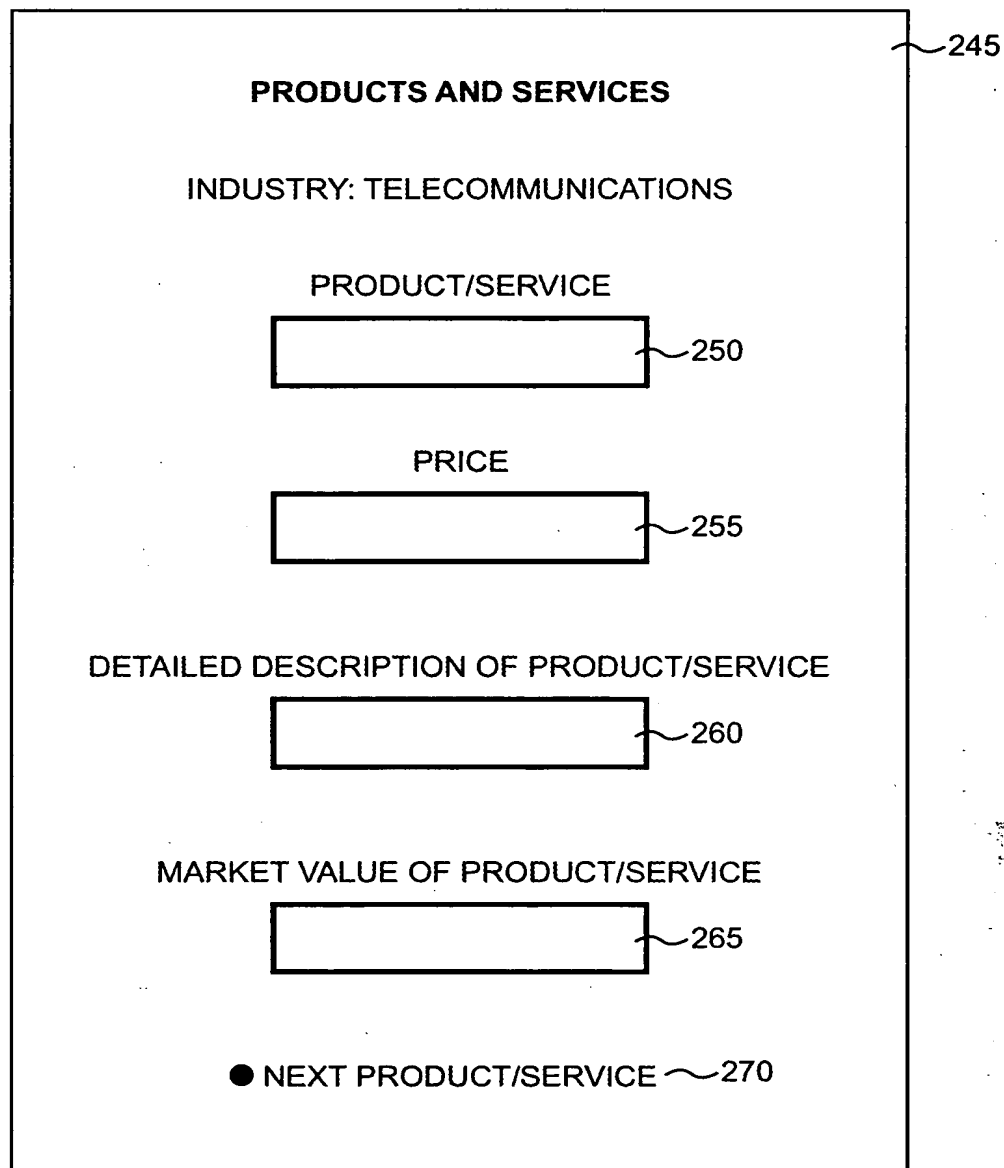 245
PRODUCTS AND SERVICES
INDUSTRY: TELECOMMUNICATIONS
PRODUCT/SERVICE
250
PRICE
255
DETAILED DESCRIPTION OF PRODUCT/SERVICE
260
MARKET VALUE OF PRODUCT/SERVICE
265
● NEXT PRODUCT/SERVICE 270